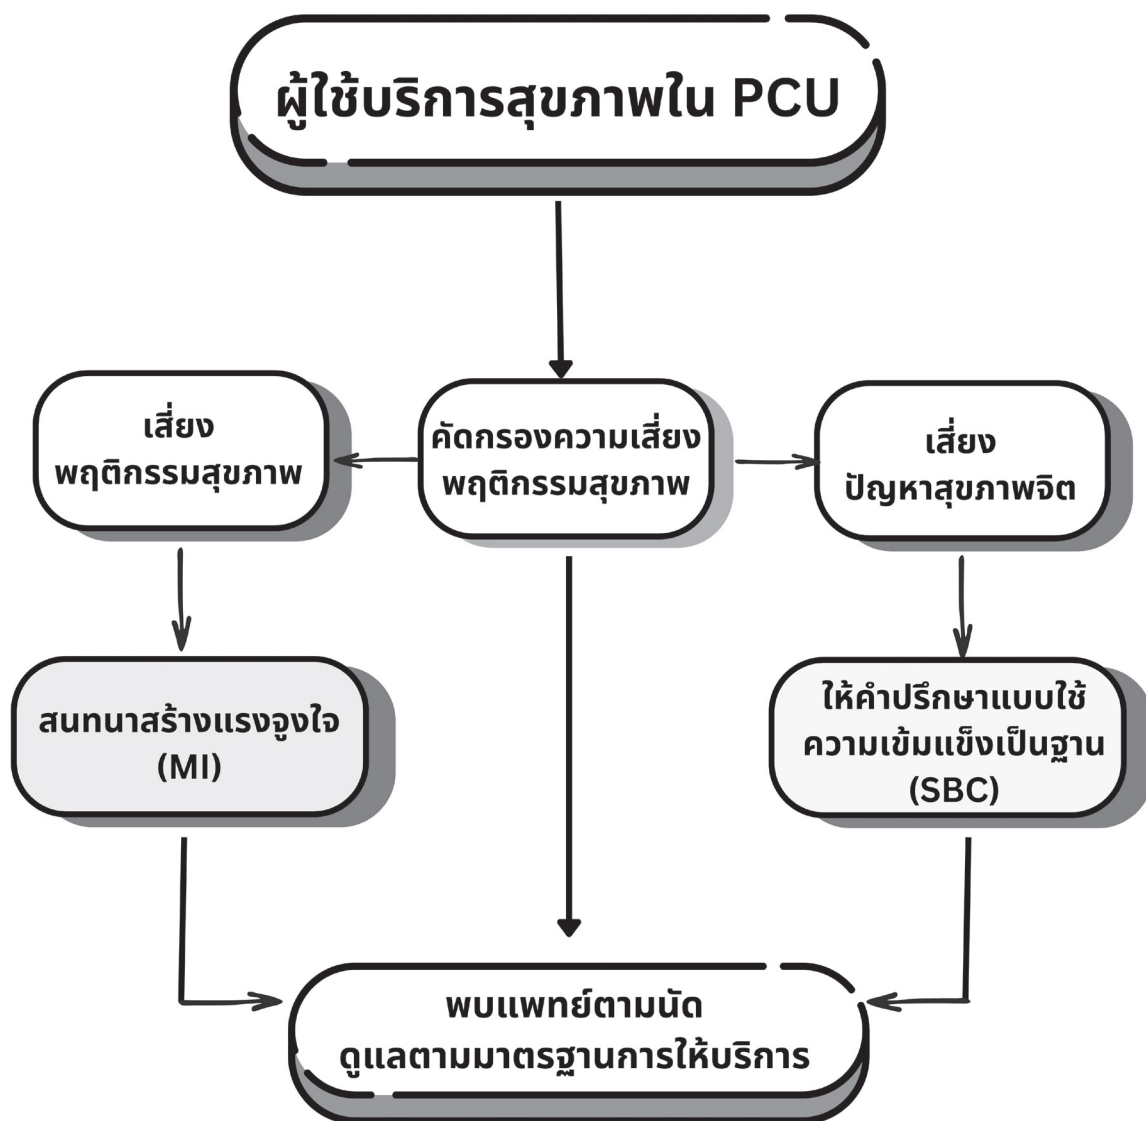 ผู้ใช้บริการสุขภาพใน PCU
เสี่ยง
พฤติกรรมสุขภาพ
คัดกรองความเสี่ยง
พฤติกรรมสุขภาพ
เสี่ยง
ปัญหาสุขภาพจิต
สนทนาสร้างแรงจูงใจ
(MI)
ให้คำปรึกษาแบบใช้
ความเข้มแข็งเป็นฐาน
(SBC)
พบแพทย์ตามนัด
ดูแลตามมาตรฐานการให้บริการ